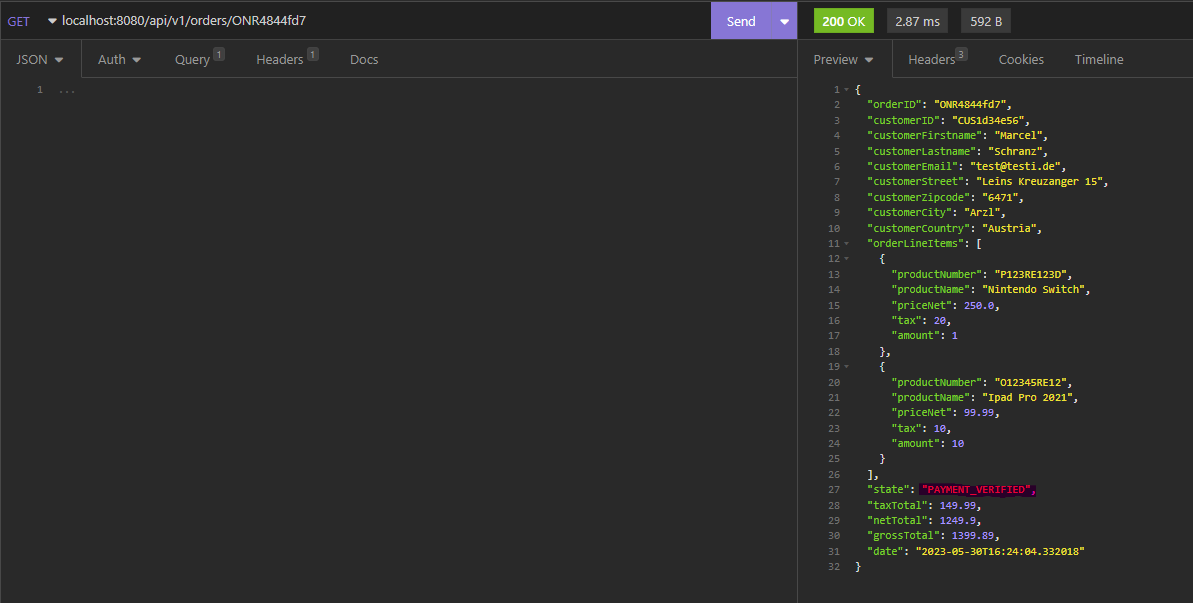 GET localhost:8080/api/v1/orders/ONR4844fd7 Send 200 OK 2.87 ms 592 B
JSON Auth Query 1 Headers 1 Docs Preview Headers 3 Cookies Timeline
1 ...
1 {
2 "orderID": "ONR4844fd7",
3 "customerID": "CUS1d34e56",
4 "customerFirstname": "Marcel",
5 "customerLastname": "Schranz",
6 "customerEmail": "test@testi.de",
7 "customerStreet": "Leins Kreuzanger 15",
8 "customerZipcode": "6471",
9 "customerCity": "Arzl",
10 "customerCountry": "Austria",
11 "orderLineItems": [
12 {
13 "productNumber": "P123RE123D",
14 "productName": "Nintendo Switch",
15 "priceNet": 250.0,
16 "tax": 20,
17 "amount": 1
18 },
19 {
20 "productNumber": "O12345RE12",
21 "productName": "Ipad Pro 2021",
22 "priceNet": 99.99,
23 "tax": 10,
24 "amount": 10
25 }
26 ],
27 "state": "PAYMENT_VERIFIED",
28 "taxTotal": 149.99,
29 "netTotal": 1249.9,
30 "grossTotal": 1399.89,
31 "date": "2023-05-30T16:24:04.332018"
32 }